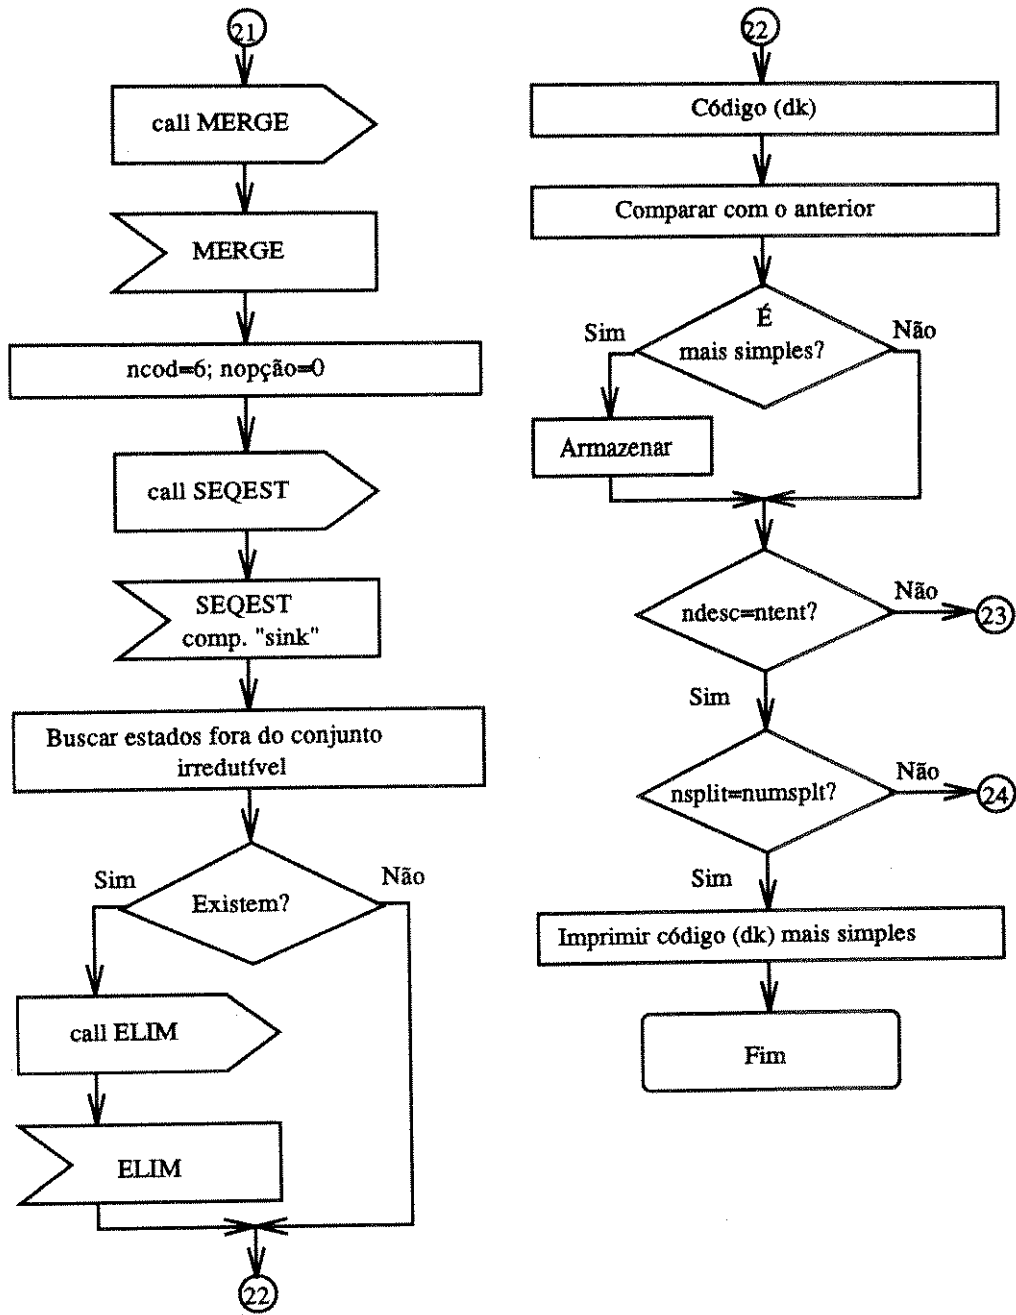 21
call MERGE
MERGE
ncod=6; nopção=0
call SEQEST
SEQEST
comp. "sink"
Buscar estados fora do conjunto
irredutível
Sim
Não
Existem?
call ELIM
ELIM
22
22
Código (dk)
Comparar com o anterior
É
Sim
Não
mais simples?
Armazenar
ndesc=ntent?
Não
23
Sim
nsplit=numsplt?
Não
24
Sim
Imprimir código (dk) mais simples
Fim